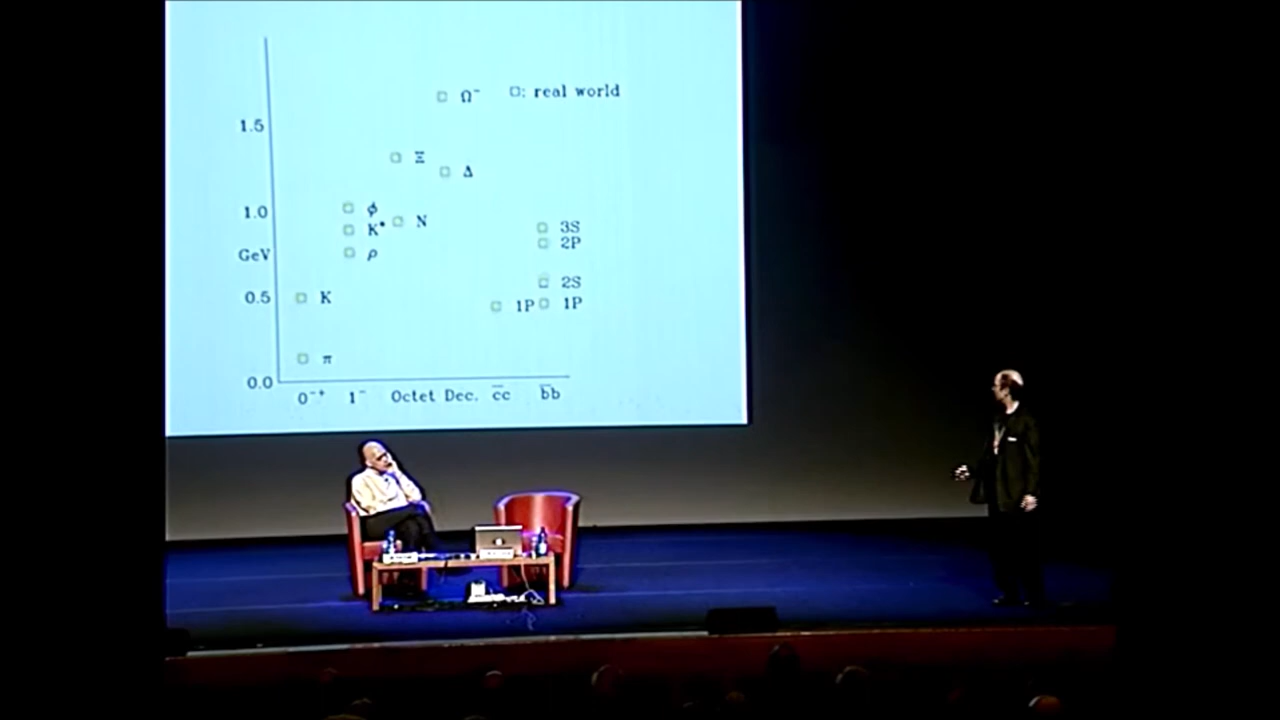 Ω⁻ □: real world
1.5
Ξ
Δ
1.0
ϕ
K*
N
3S
2P
GeV
ρ
2S
0.5
K
1P
1P
π
0.0
0⁻⁺ 1⁻ Octet Dec. c̅c b̅b